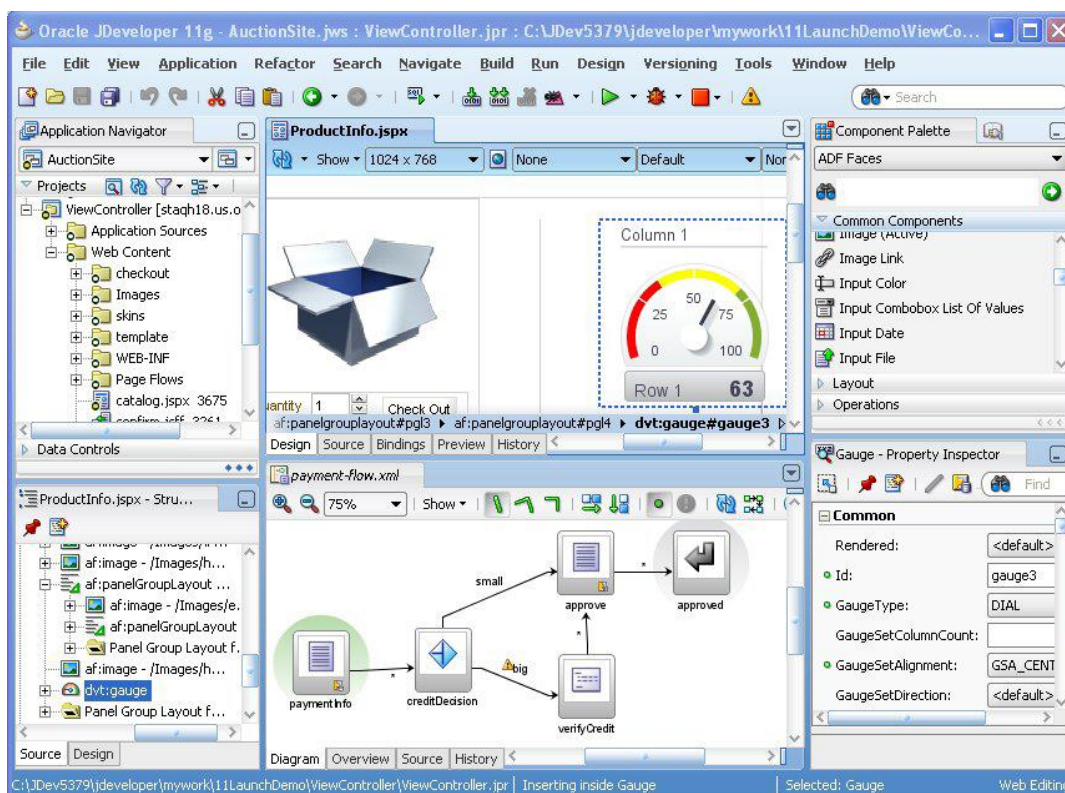 Oracle JDeveloper 11g - AuctionSite.jws : ViewController.jpr : C:\JDev5379\jdeveloper\mywork\11LaunchDemo\ViewCo...
File Edit View Application Refactor Search Navigate Build Run Design Versioning Tools Window Help
Search
Application Navigator
AuctionSite
Projects
ViewController [staqh18.us.o
Application Sources
Web Content
checkout
Images
skins
template
WEB-INF
Page Flows
catalog.jspx 3675
Data Controls
ProductInfo.jspx - Stru...
af:image - /Images/h...
af:panelGroupLayout ...
af:image - /Images/e.
af:panelGroupLayout
Panel Group Layout f.
af:image - /Images/h...
dvt:gauge
Panel Group Layout f...
Source Design
ProductInfo.jspx
Show 1024 x 768 None Default Nor
Column 1
0 25 50 75 100
Row 1 63
uantity 1 Check Out
af:panelgrouplayout#pgl3 af:panelgrouplayout#pgl4 dvt:gauge#gauge3
Design Source Bindings Preview History
payment-flow.xml
75% Show
small
approve
approved
big
paymentInfo
creditDecision
verifyCredit
Diagram Overview Source History
Component Palette
ADF Faces
Common Components
Image (Active)
Image Link
Input Color
Input Combobox List Of Values
Input Date
Input File
Layout
Operations
Gauge - Property Inspector
Find
Common
Rendered: <default>
Id: gauge3
GaugeType: DIAL
GaugeSetColumnCount:
GaugeSetAlignment: GSA_CENT
GaugeSetDirection: <default>
C:\JDev5379\jdeveloper\mywork\11LaunchDemo\ViewController\ViewController.jpr Inserting inside Gauge Selected: Gauge Web Editing